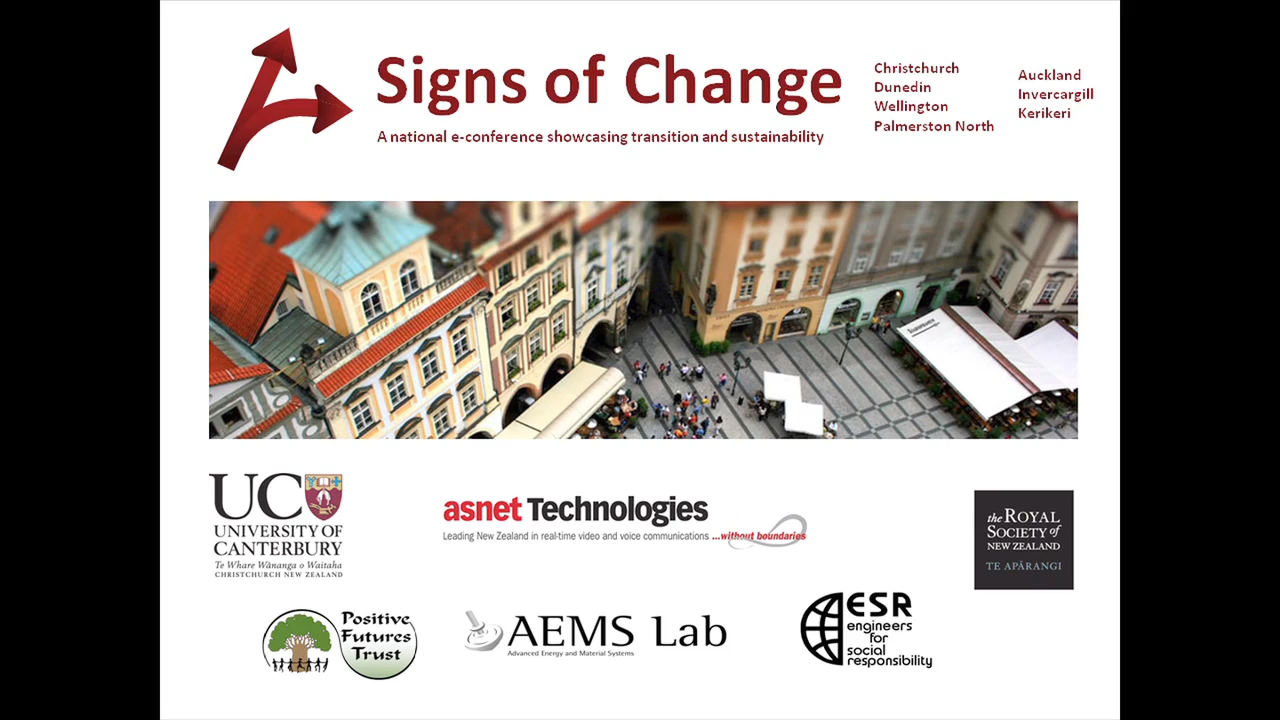 Signs of Change
A national e-conference showcasing transition and sustainability
Christchurch
Dunedin
Wellington
Palmerston North
Auckland
Invercargill
Kerikeri
UC
UNIVERSITY OF
CANTERBURY
Te Whare Wānanga o Waitaha
CHRISTCHURCH NEW ZEALAND
asnet Technologies
Leading New Zealand in real-time video and voice communications ...without boundaries
the ROYAL
SOCIETY of
NEW ZEALAND
TE APĀRANGI
Positive
Futures
Trust
AEMS Lab
Advanced Energy and Material Systems
ESR
engineers
for
social
responsibility